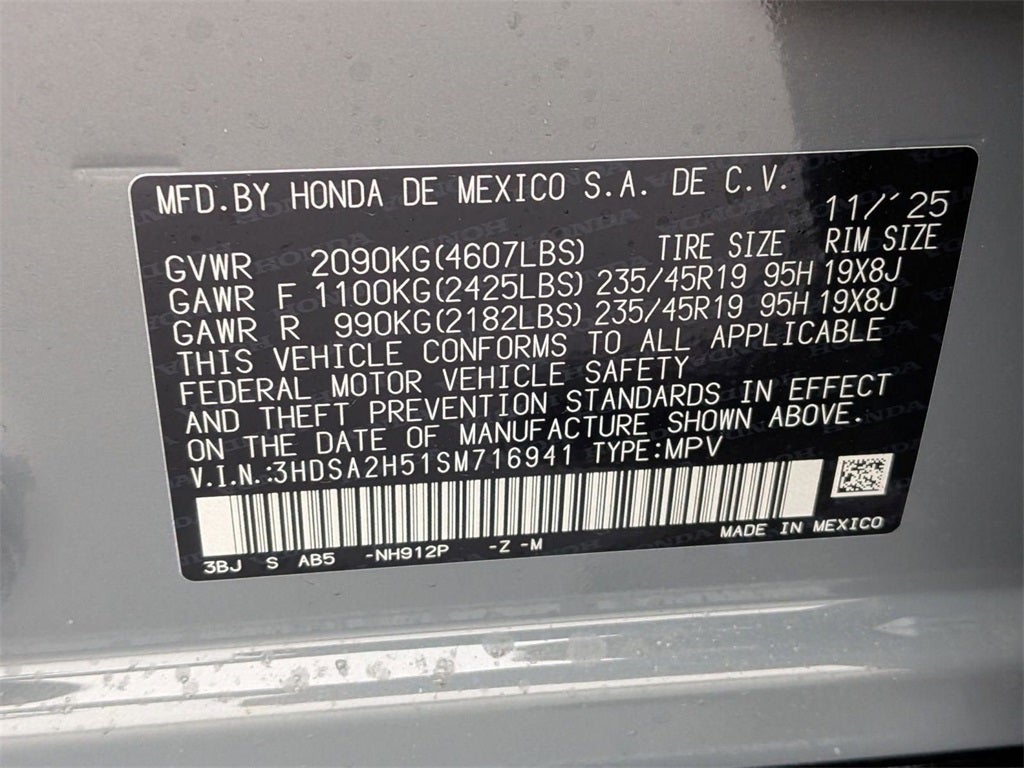 MFD.BY HONDA DE MEXICO S.A. DE C.V.
11/'25
GVWR 2090KG(4607LBS) TIRE SIZE RIM SIZE
GAWR F 1100KG(2425LBS) 235/45R19 95H 19X8J
GAWR R 990KG(2182LBS) 235/45R19 95H 19X8J
THIS VEHICLE CONFORMS TO ALL APPLICABLE
FEDERAL MOTOR VEHICLE SAFETY
AND THEFT PREVENTION STANDARDS IN EFFECT
ON THE DATE OF MANUFACTURE SHOWN ABOVE.
V.I.N.:3HDSA2H51SM716941 TYPE:MPV
MADE IN MEXICO
3BJ S AB5 -NH912P -Z -M